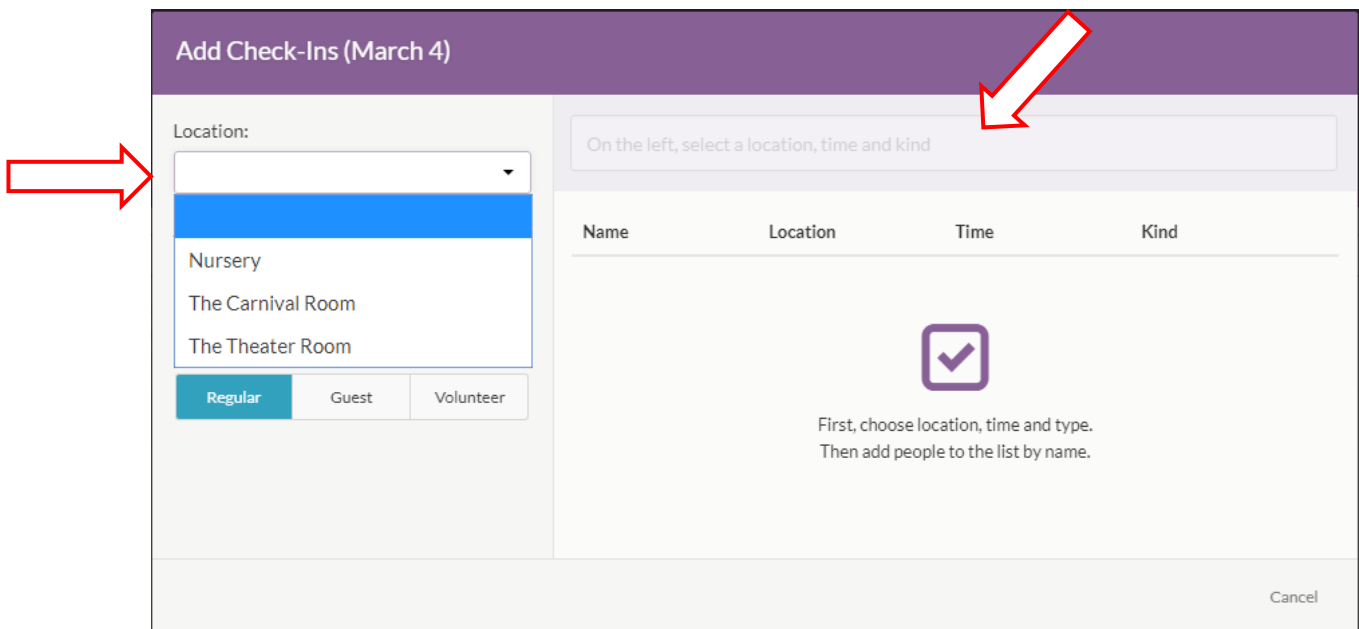 Add Check-Ins (March 4)
Location:
Nursery
The Carnival Room
The Theater Room
Regular Guest Volunteer
On the left, select a location, time and kind
Name Location Time Kind
First, choose location, time and type.
Then add people to the list by name.
Cancel